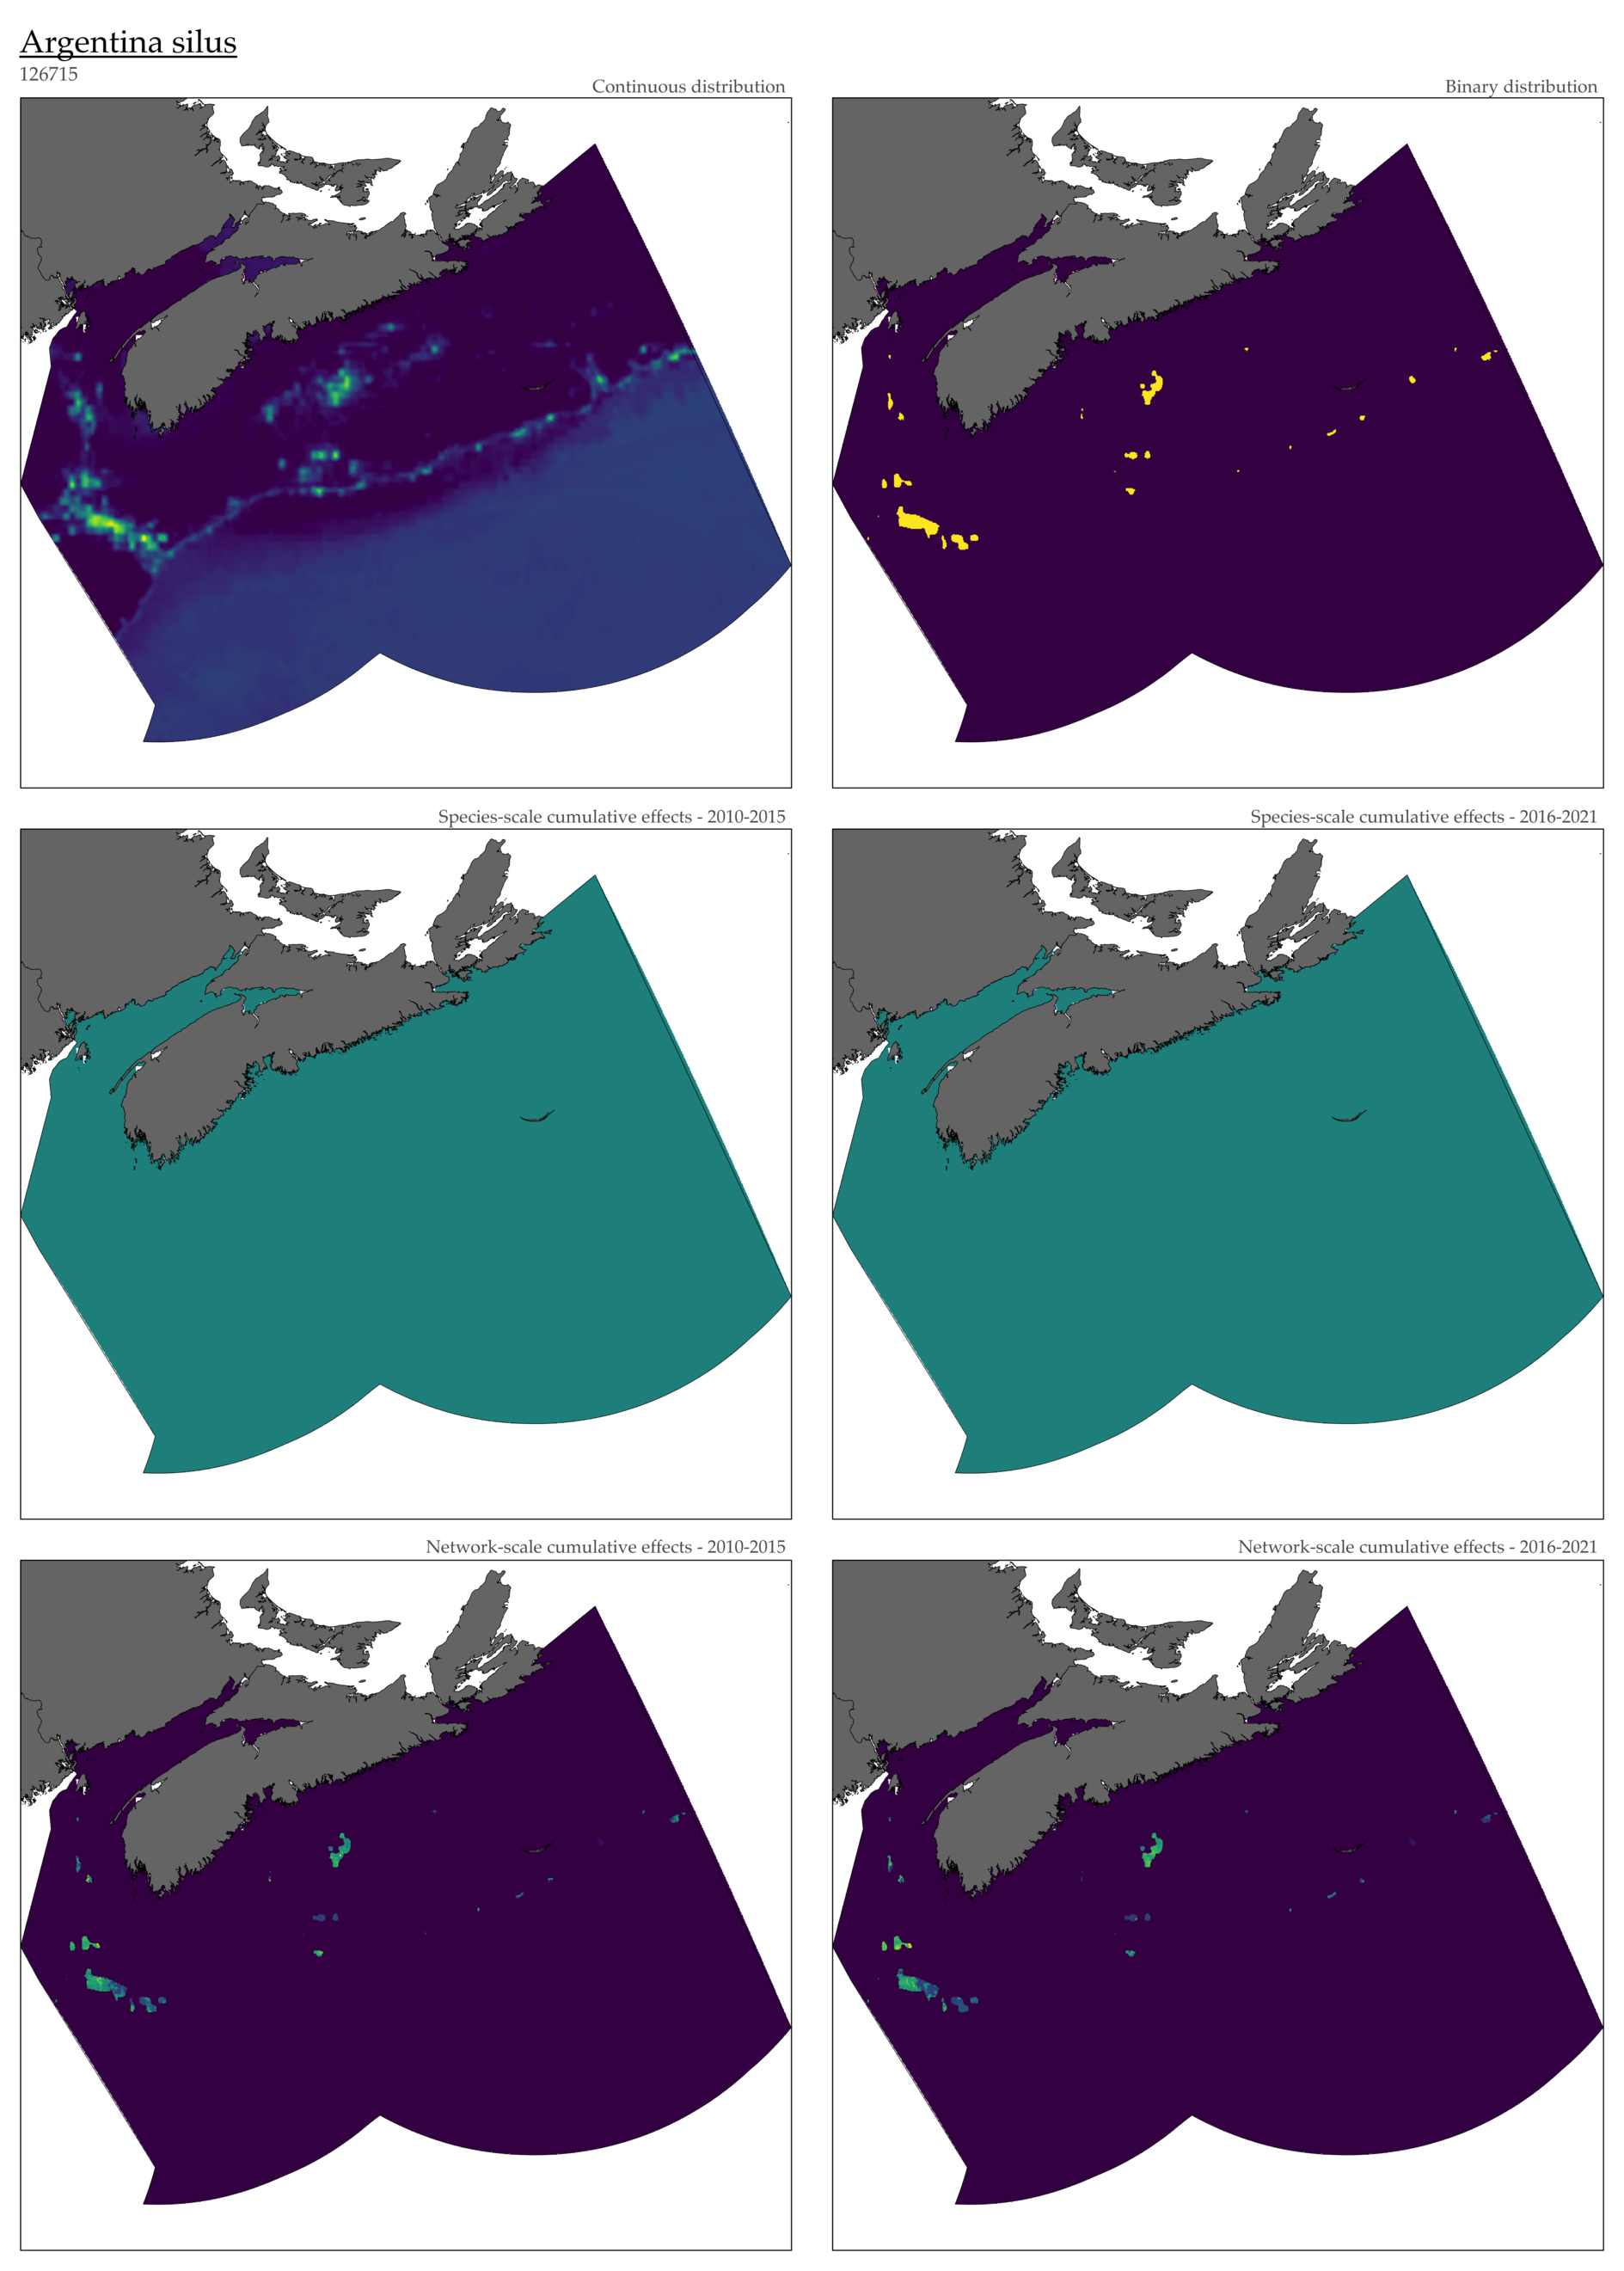 Argentina silus
126715
Continuous distribution
Binary distribution
Species-scale cumulative effects - 2010-2015
Species-scale cumulative effects - 2016-2021
Network-scale cumulative effects - 2010-2015
Network-scale cumulative effects - 2016-2021